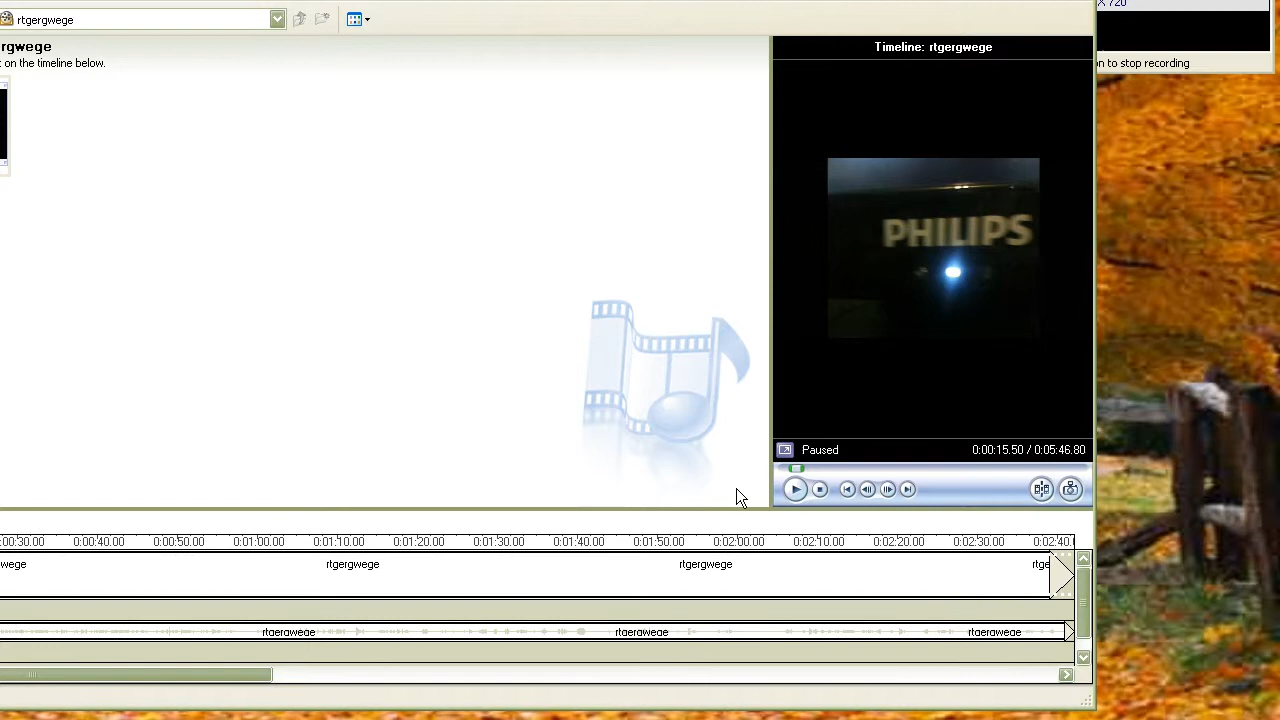 rtgergwege
X 720
rgwege
Timeline: rtgergwege
on the timeline below.
n to stop recording
PHILIPS
Paused
0:00:15.50 / 0:05:46.80
:00:30.00 0:00:40.00 0:00:50.00 0:01:00.00 0:01:10.00 0:01:20.00 0:01:30.00 0:01:40.00 0:01:50.00 0:02:00.00 0:02:10.00 0:02:20.00 0:02:30.00 0:02:40.
wege rtgergwege rtgergwege rtge
rtgergwege rtgergwege rtgergwege